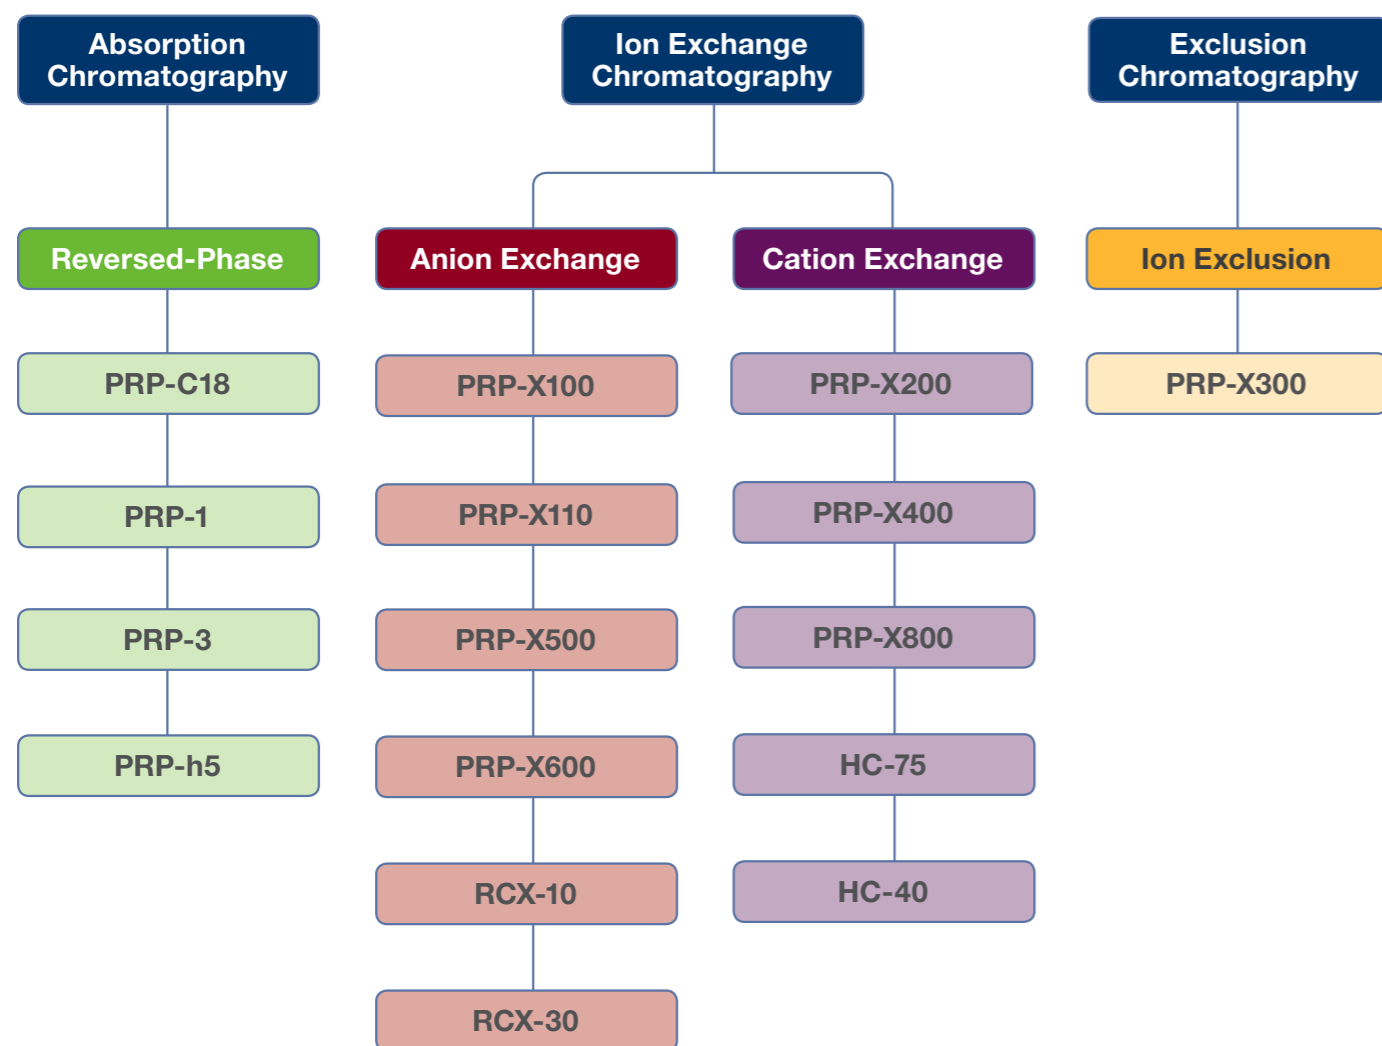 Absorption
Chromatography
Ion Exchange
Chromatography
Exclusion
Chromatography
Reversed-Phase
Anion Exchange
Cation Exchange
Ion Exclusion
PRP-C18
PRP-X100
PRP-X200
PRP-X300
PRP-1
PRP-X110
PRP-X400
PRP-3
PRP-X500
PRP-X800
PRP-h5
PRP-X600
HC-75
RCX-10
HC-40
RCX-30